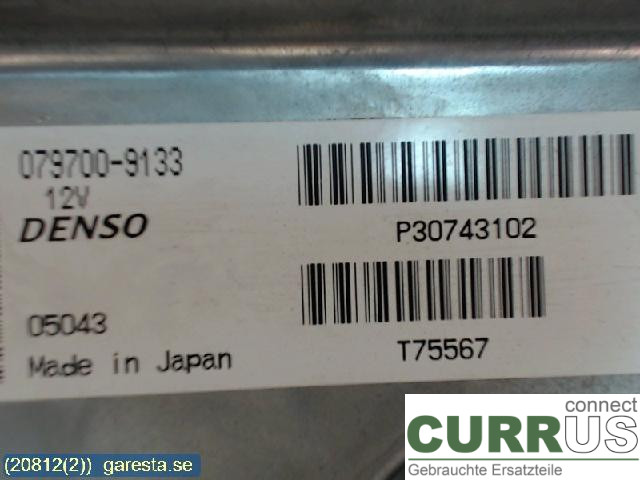 079700-9133
12V
DENSO
P30743102
05043
Made in Japan
T75567
connect
CURRUS
Gebrauchte Ersatzteile
(20812(2)) garesta.se